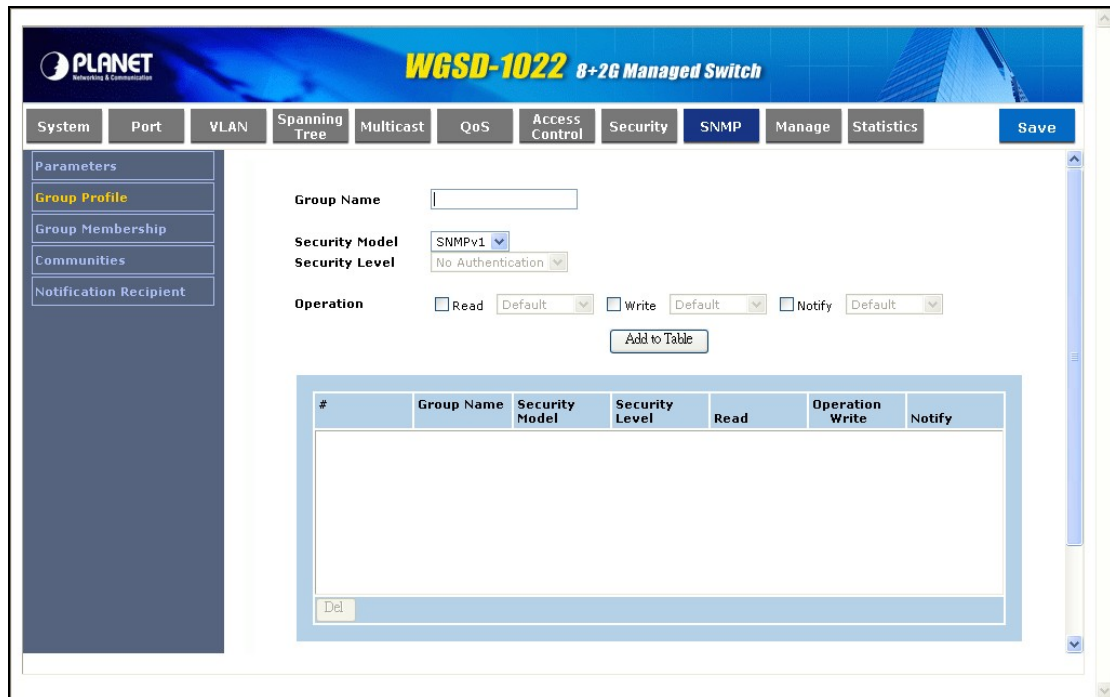 PLANET
Networking & Communication
WGSD-1022 8+2G Managed Switch
System Port VLAN Spanning Tree Multicast QoS Access Control Security SNMP Manage Statistics Save
Parameters
Group Profile
Group Membership
Communities
Notification Recipient
Group Name
Security Model SNMPv1
Security Level No Authentication
Operation Read Default Write Default Notify Default
Add to Table
# Group Name Security Model Security Level Read Operation Write Notify
Del